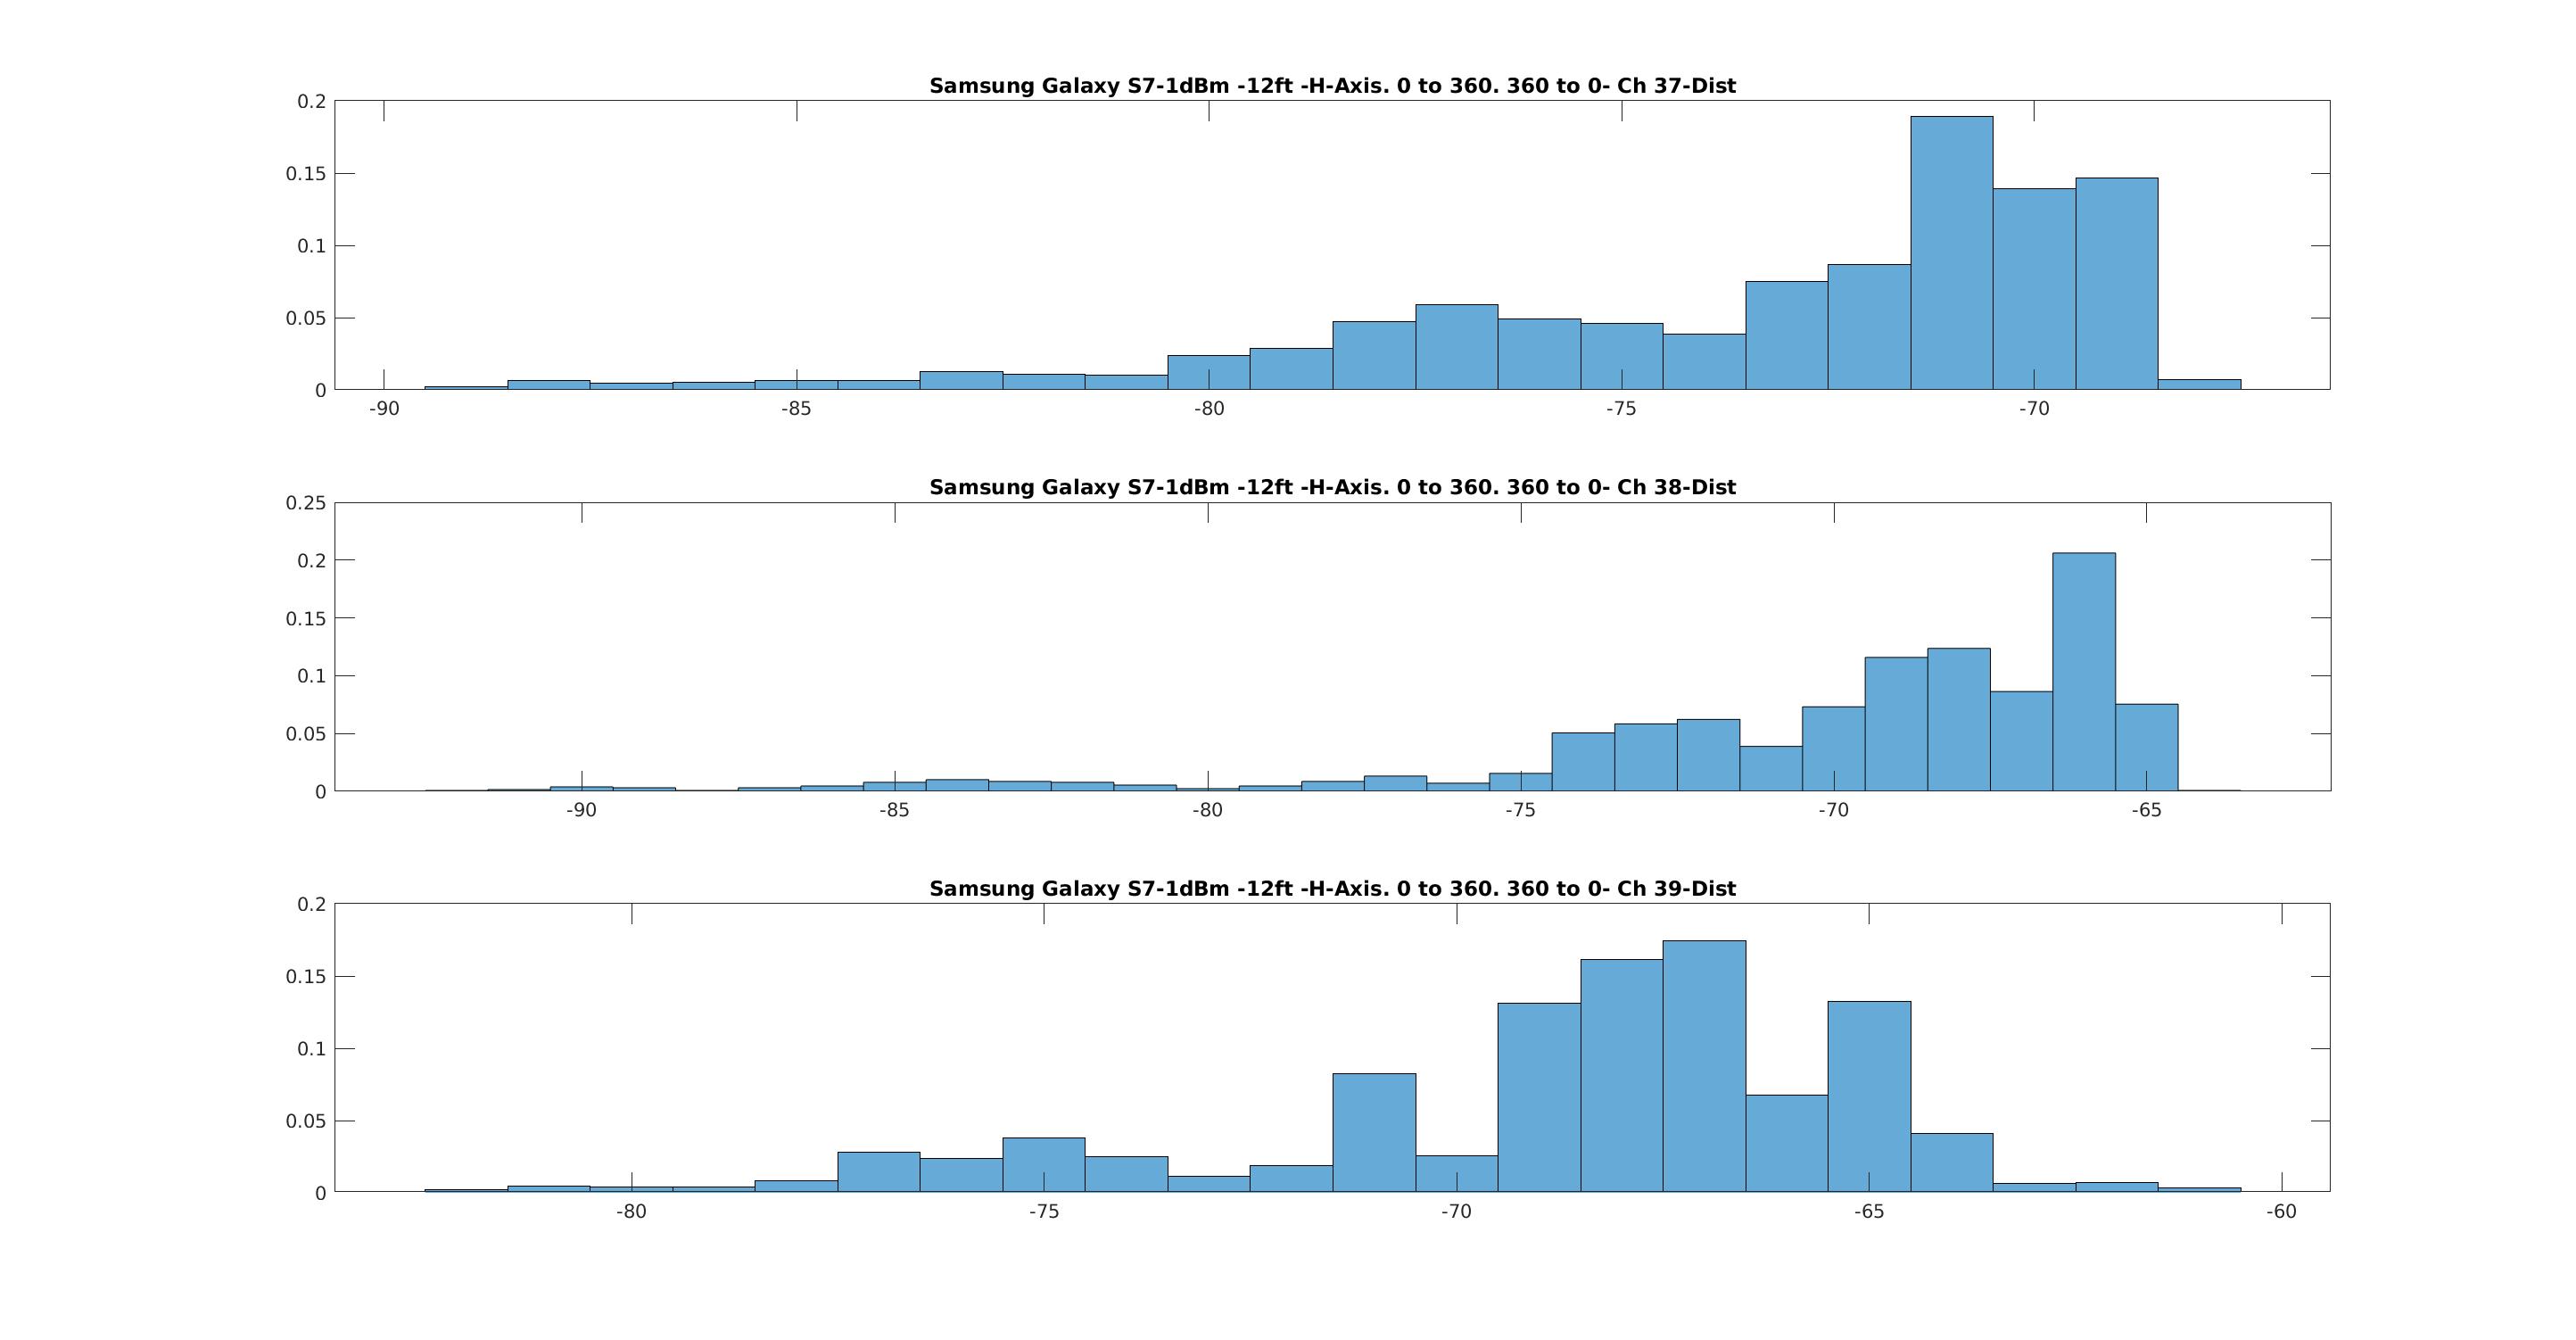 Samsung Galaxy S7-1dBm -12ft -H-Axis. 0 to 360. 360 to 0- Ch 37-Dist
0.2
0.15
0.1
0.05
0
-90 -85 -80 -75 -70
Samsung Galaxy S7-1dBm -12ft -H-Axis. 0 to 360. 360 to 0- Ch 38-Dist
0.25
0.2
0.15
0.1
0.05
0
-90 -85 -80 -75 -70 -65
Samsung Galaxy S7-1dBm -12ft -H-Axis. 0 to 360. 360 to 0- Ch 39-Dist
0.2
0.15
0.1
0.05
0
-80 -75 -70 -65 -60